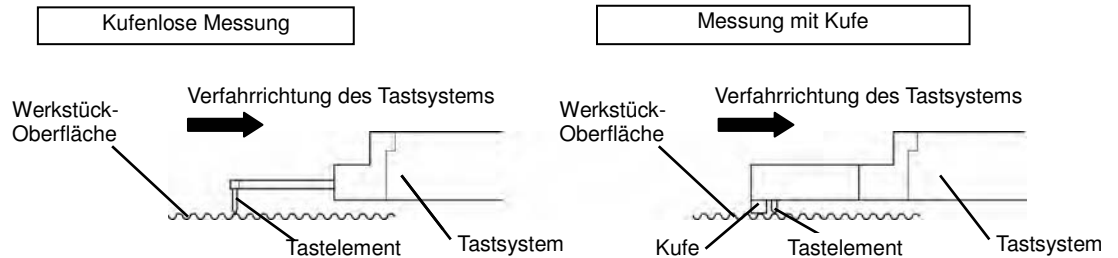 Kufenlose Messung
Verfahrrichtung des Tastsystems
Werkstück-
Oberfläche
Tastelement
Tastsystem
Messung mit Kufe
Verfahrrichtung des Tastsystems
Werkstück-
Oberfläche
Kufe
Tastelement
Tastsystem